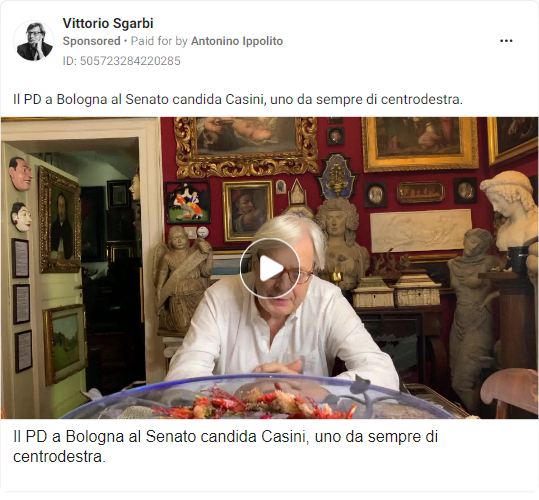 Vittorio Sgarbi
Sponsored • Paid for by Antonino Ippolito
ID: 505723284220285
Il PD a Bologna al Senato candida Casini, uno da sempre di centrodestra.
Il PD a Bologna al Senato candida Casini, uno da sempre di
centrodestra.